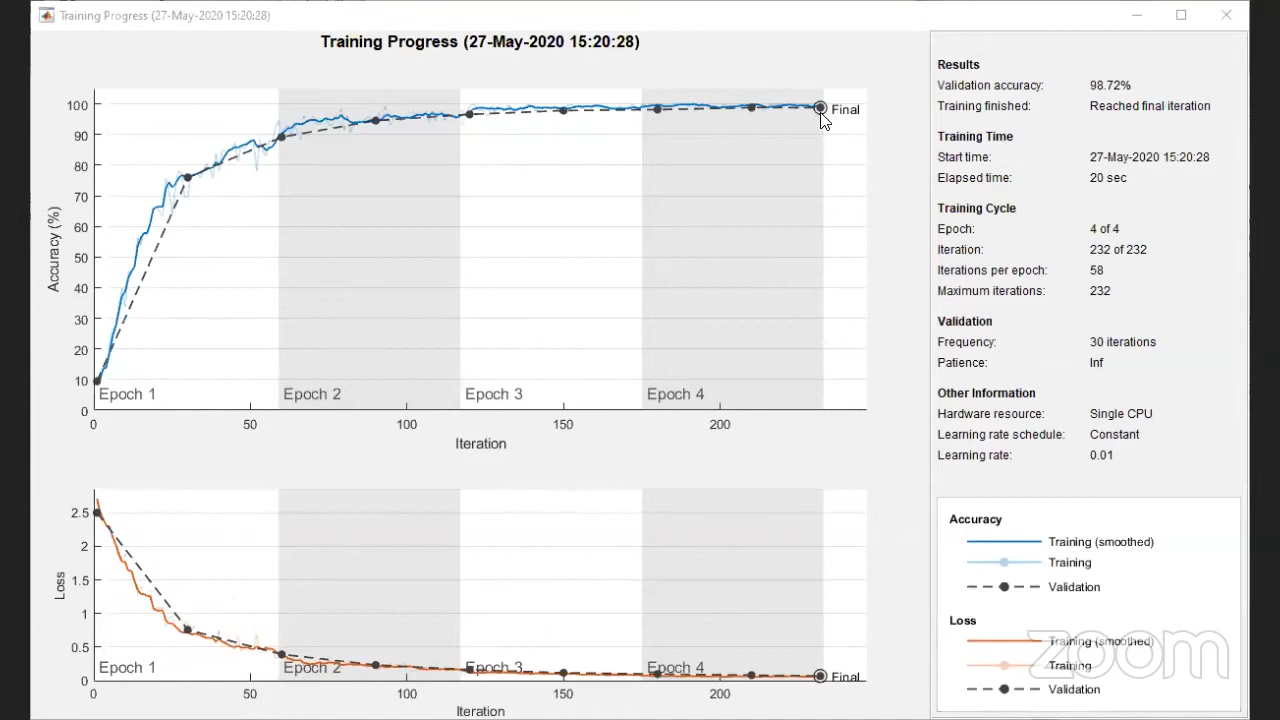 Training Progress (27-May-2020 15:20:28)
Training Progress (27-May-2020 15:20:28)
Accuracy (%)
100
90
80
70
60
50
40
30
20
10
0
Final
Epoch 1
Epoch 2
Epoch 3
Epoch 4
0 50 100 150 200
Iteration
Loss
2.5
2
1.5
1
0.5
0
Epoch 1
Epoch 2
Epoch 3
Epoch 4
Final
0 50 100 150 200
Iteration
Results
Validation accuracy: 98.72%
Training finished: Reached final iteration
Training Time
Start time: 27-May-2020 15:20:28
Elapsed time: 20 sec
Training Cycle
Epoch: 4 of 4
Iteration: 232 of 232
Iterations per epoch: 58
Maximum iterations: 232
Validation
Frequency: 30 iterations
Patience: Inf
Other Information
Hardware resource: Single CPU
Learning rate schedule: Constant
Learning rate: 0.01
Accuracy
Training (smoothed)
Training
Validation
Loss
Training (smoothed)
Training
Validation
zoom